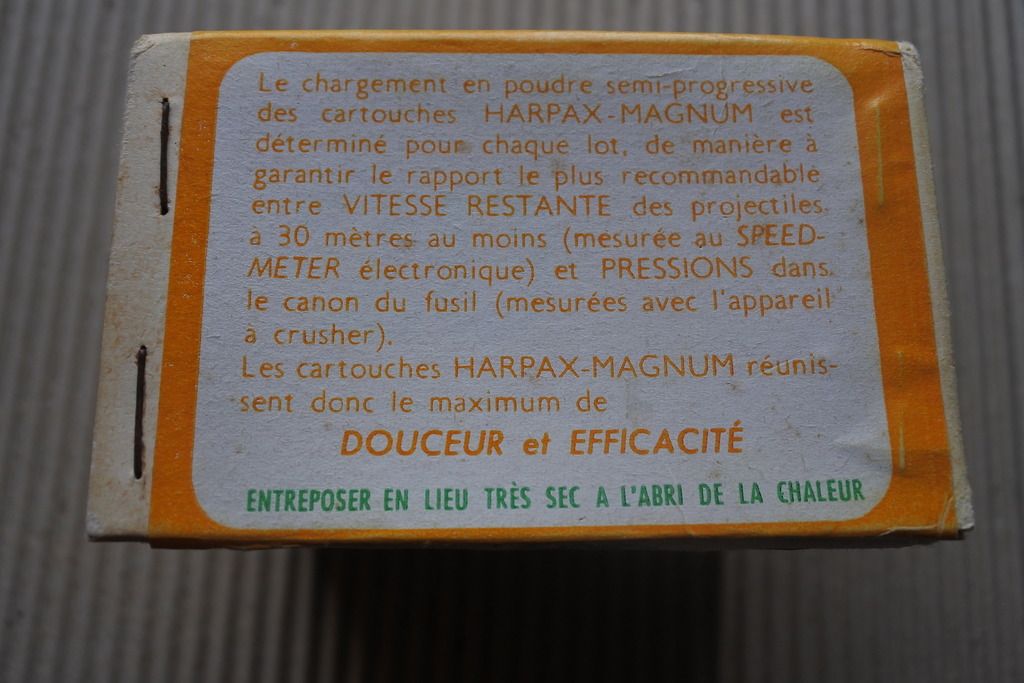 Le chargement en poudre semi-progressive
des cartouches HARPAX-MAGNUM est
déterminé pour chaque lot, de manière à
garantir le rapport le plus recommandable
entre VITESSE RESTANTE des projectiles
à 30 mètres au moins (mesurée au SPEED-
METER électronique) et PRESSIONS dans
le canon du fusil (mesurées avec l'appareil
à crusher).
Les cartouches HARPAX-MAGNUM réunis-
sent donc le maximum de
DOUCEUR et EFFICACITÉ
ENTREPOSER EN LIEU TRÈS SEC A L'ABRI DE LA CHALEUR